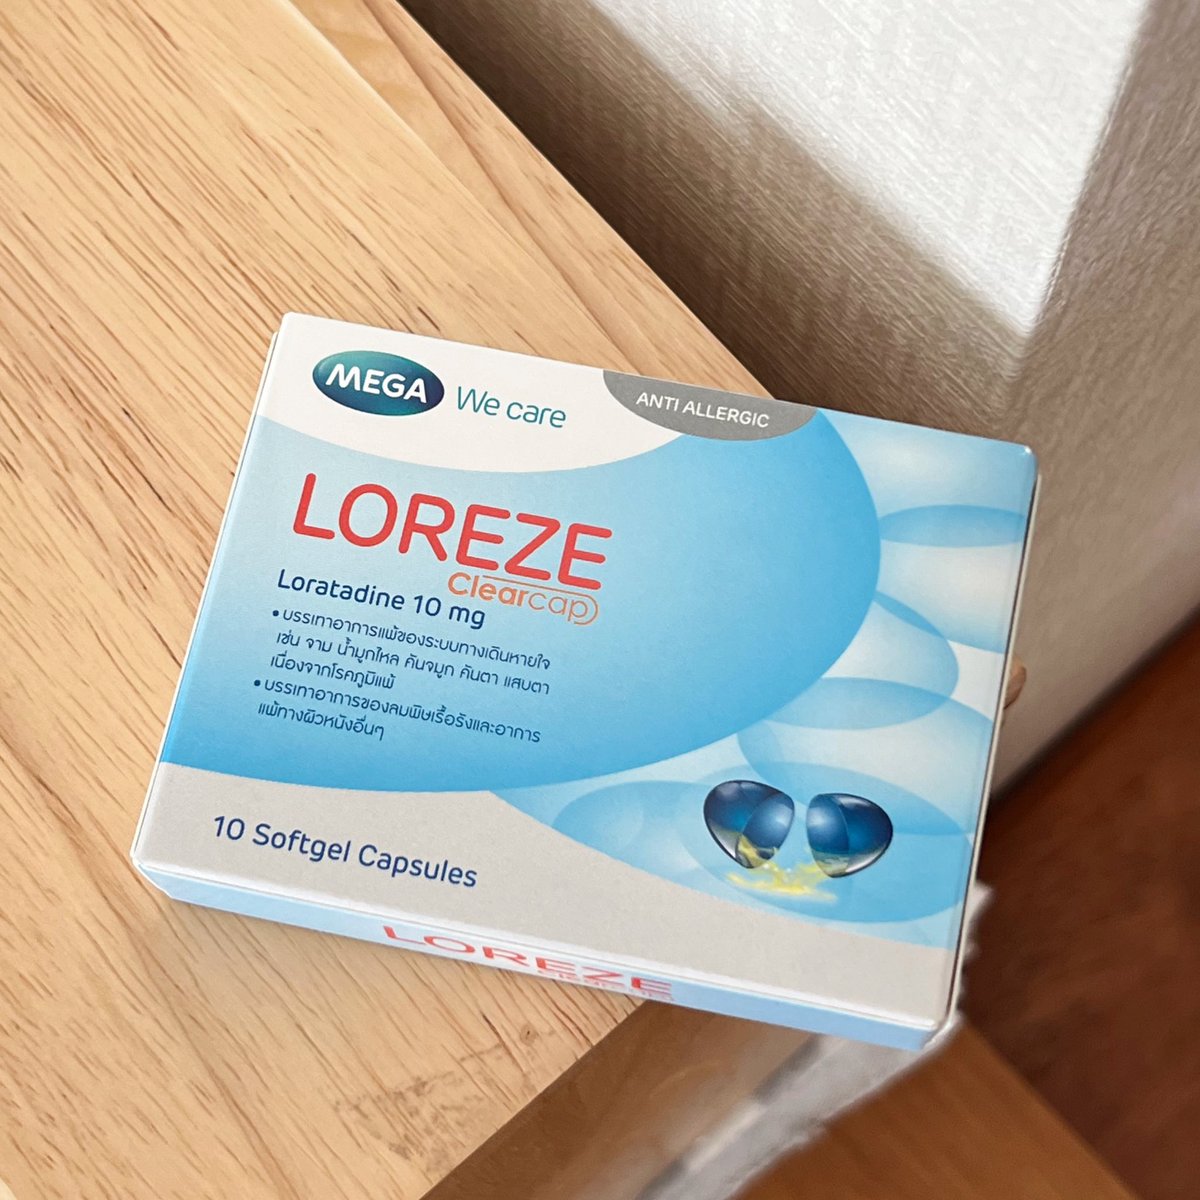 MEGA We care
ANTI ALLERGIC
LOREZE
Clearcap
Loratadine 10 mg
• บรรเทาอาการแพ้ของระบบทางเดินหายใจ
เช่น จาม น้ำมูกไหล คันจมูก คันตา แสบตา
เนื่องจากโรคภูมิแพ้
• บรรเทาอาการของลมพิษเรื้อรังและอาการ
แพ้ทางผิวหนังอื่นๆ
10 Softgel Capsules
LOREZE
Clearcap